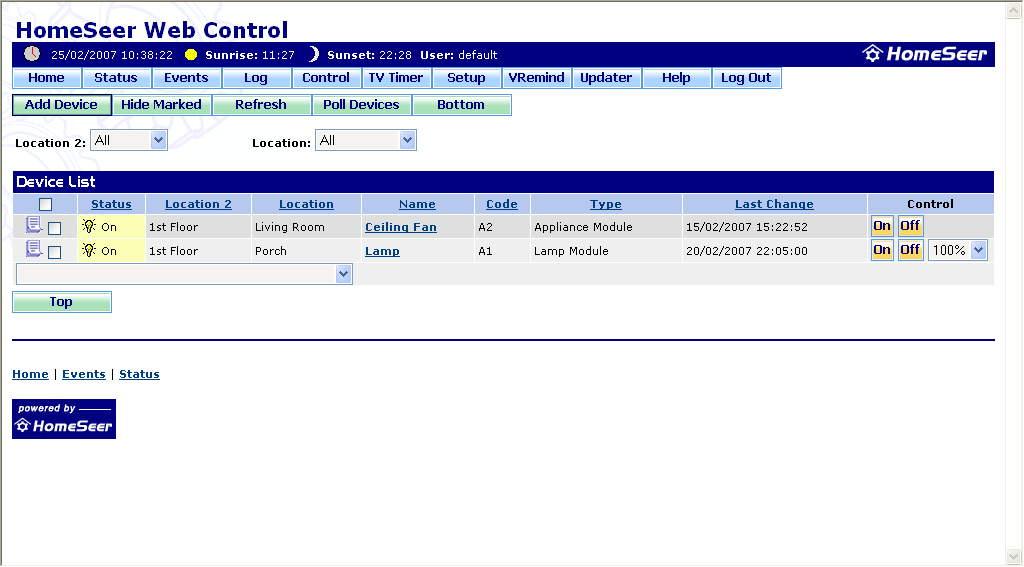 HomeSeer Web Control
25/02/2007 10:38:22 Sunrise: 11:27 Sunset: 22:28 User: default HomeSeer
Home Status Events Log Control TV Timer Setup VRemind Updater Help Log Out
Add Device Hide Marked Refresh Poll Devices Bottom
Location 2: All Location: All
Device List
Status Location 2 Location Name Code Type Last Change Control
On 1st Floor Living Room Ceiling Fan A2 Appliance Module 15/02/2007 15:22:52 On Off
On 1st Floor Porch Lamp A1 Lamp Module 20/02/2007 22:05:00 On Off 100%
Top
Home | Events | Status
powered by
HomeSeer